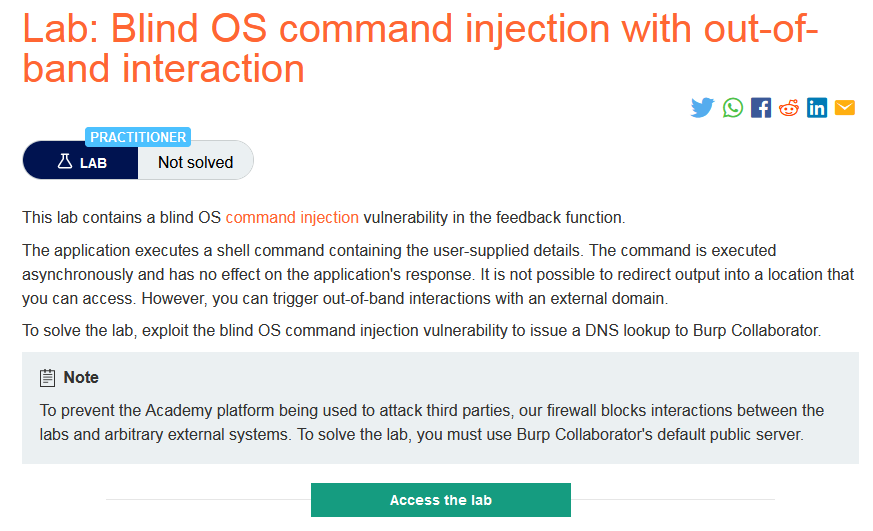 Lab: Blind OS command injection with out-of-
band interaction
PRACTITIONER
LAB
Not solved
This lab contains a blind OS command injection vulnerability in the feedback function.
The application executes a shell command containing the user-supplied details. The command is executed
asynchronously and has no effect on the application's response. It is not possible to redirect output into a location that
you can access. However, you can trigger out-of-band interactions with an external domain.
To solve the lab, exploit the blind OS command injection vulnerability to issue a DNS lookup to Burp Collaborator.
Note
To prevent the Academy platform being used to attack third parties, our firewall blocks interactions between the
labs and arbitrary external systems. To solve the lab, you must use Burp Collaborator's default public server.
Access the lab